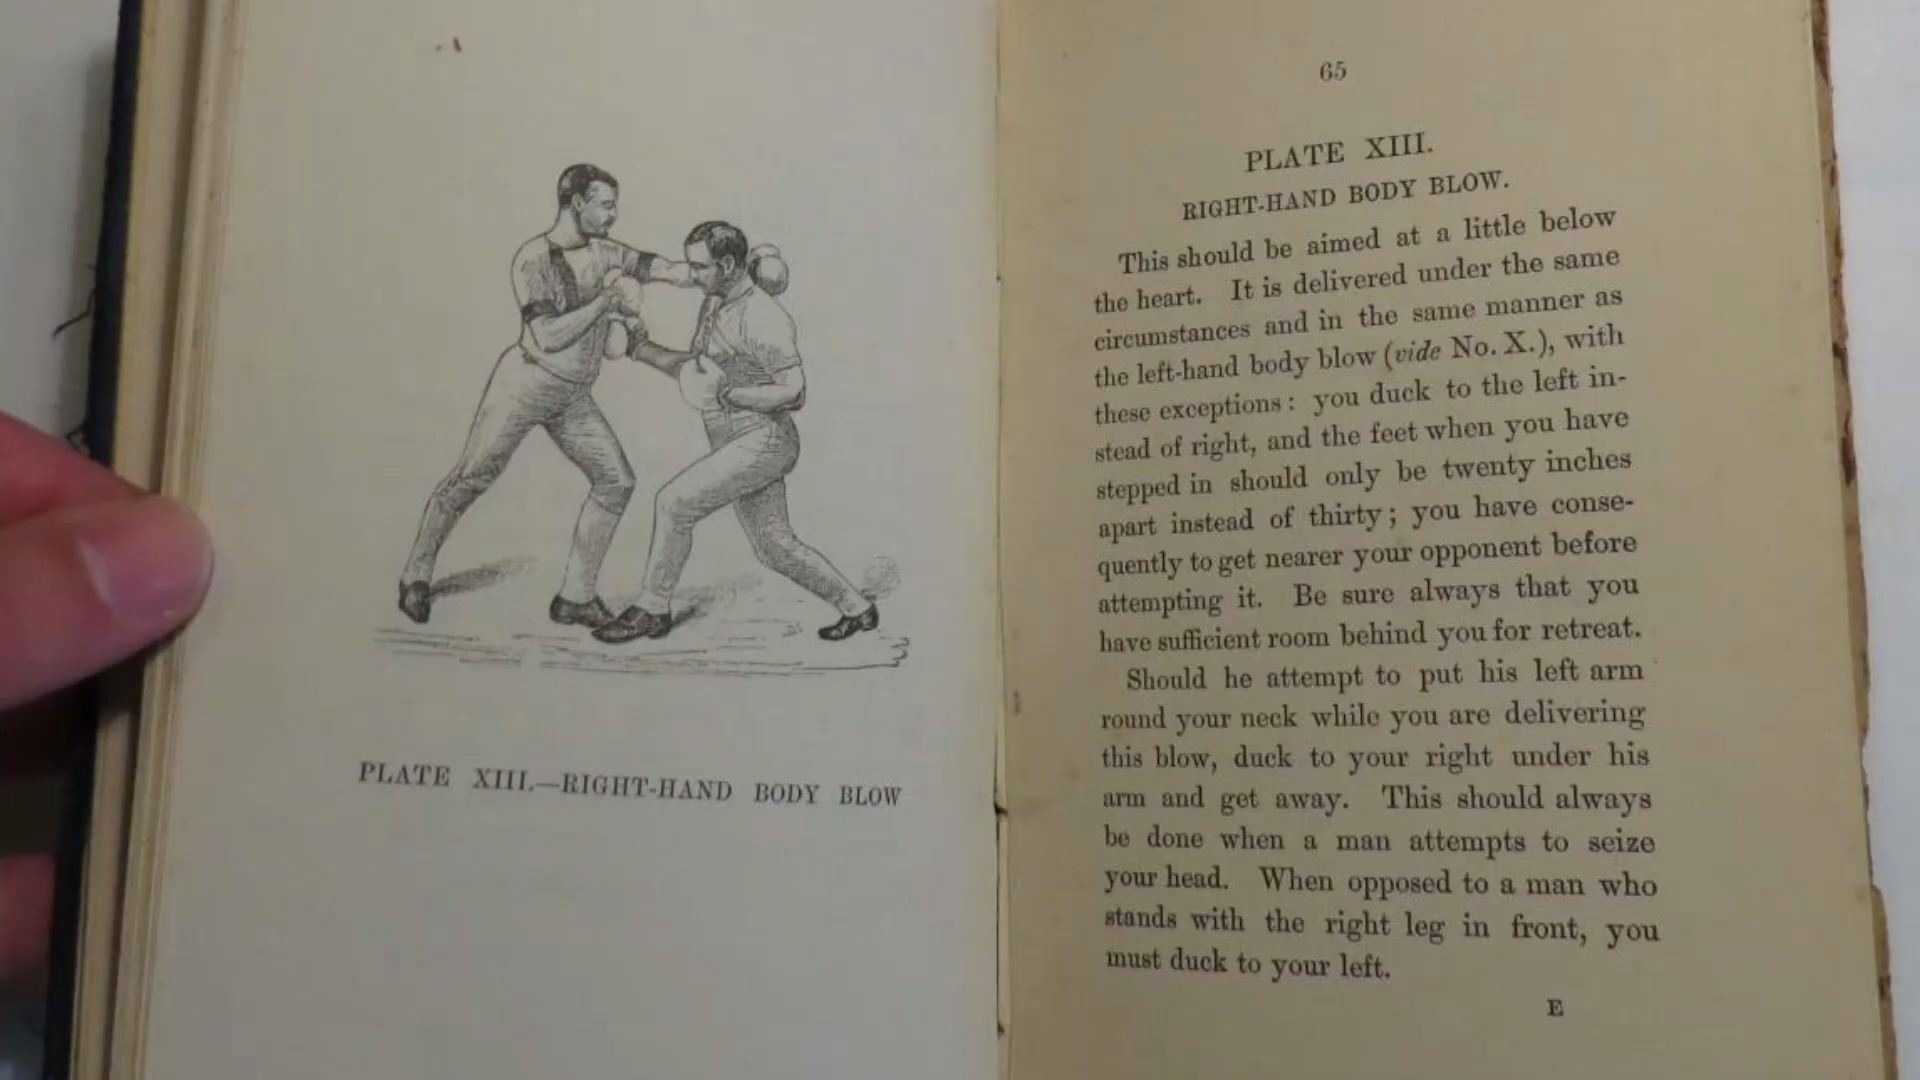 PLATE XIII.—RIGHT-HAND BODY BLOW
65
PLATE XIII.
RIGHT-HAND BODY BLOW.
This should be aimed at a little below
the heart. It is delivered under the same
circumstances and in the same manner as
the left-hand body blow (vide No. X.), with
these exceptions: you duck to the left in-
stead of right, and the feet when you have
stepped in should only be twenty inches
apart instead of thirty; you have conse-
quently to get nearer your opponent before
attempting it. Be sure always that you
have sufficient room behind you for retreat.
Should he attempt to put his left arm
round your neck while you are delivering
this blow, duck to your right under his
arm and get away. This should always
be done when a man attempts to seize
your head. When opposed to a man who
stands with the right leg in front, you
must duck to your left.
E